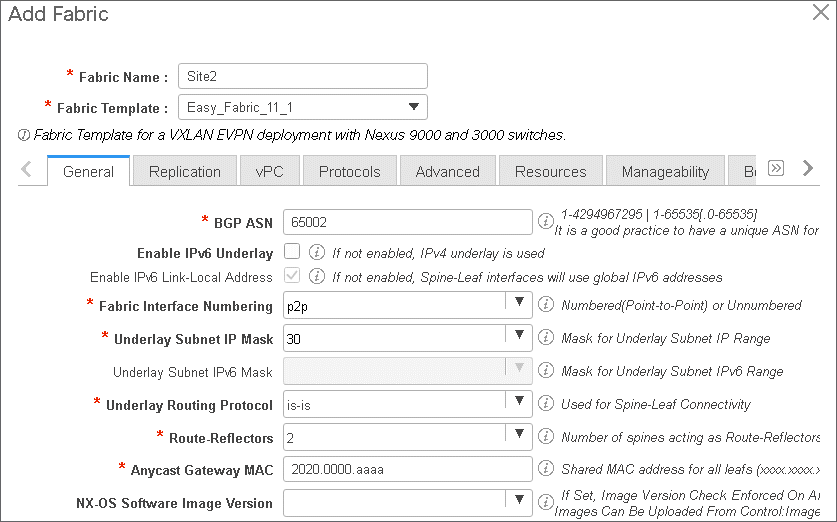 Add Fabric
* Fabric Name :
Site2
* Fabric Template :
Easy_Fabric_11_1
Fabric Template for a VXLAN EVPN deployment with Nexus 9000 and 3000 switches.
General Replication vPC Protocols Advanced Resources Manageability
* BGP ASN
65002
1-4294967295 | 1-65535[.0-65535]
It is a good practice to have a unique ASN for
Enable IPv6 Underlay
If not enabled, IPv4 underlay is used
Enable IPv6 Link-Local Address
If not enabled, Spine-Leaf interfaces will use global IPv6 addresses
* Fabric Interface Numbering
p2p
Numbered(Point-to-Point) or Unnumbered
* Underlay Subnet IP Mask
30
Mask for Underlay Subnet IP Range
Underlay Subnet IPv6 Mask
Mask for Underlay Subnet IPv6 Range
* Underlay Routing Protocol
is-is
Used for Spine-Leaf Connectivity
* Route-Reflectors
2
Number of spines acting as Route-Reflectors
* Anycast Gateway MAC
2020.0000.aaaa
Shared MAC address for all leafs (xxxx.xxxx.x
NX-OS Software Image Version
If Set, Image Version Check Enforced On
Images Can Be Uploaded From Control:Image